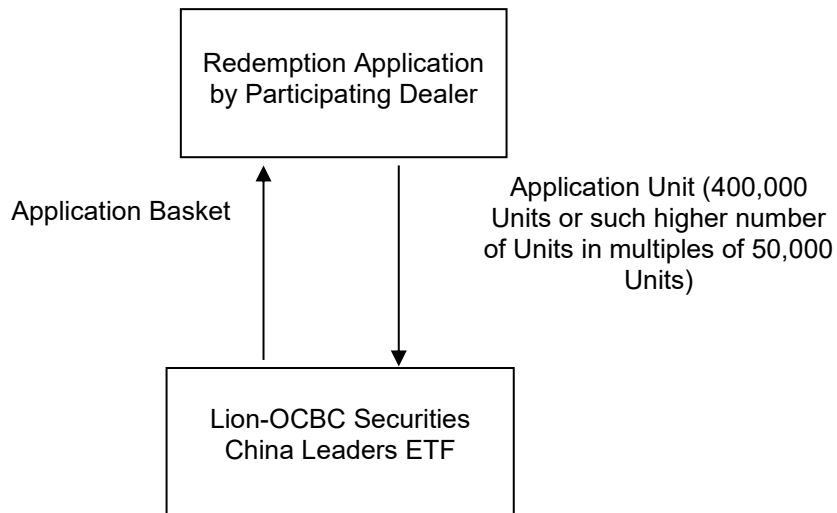 Redemption Application
by Participating Dealer
Application Basket
Application Unit (400,000
Units or such higher number
of Units in multiples of 50,000
Units)
Lion-OCBC Securities
China Leaders ETF